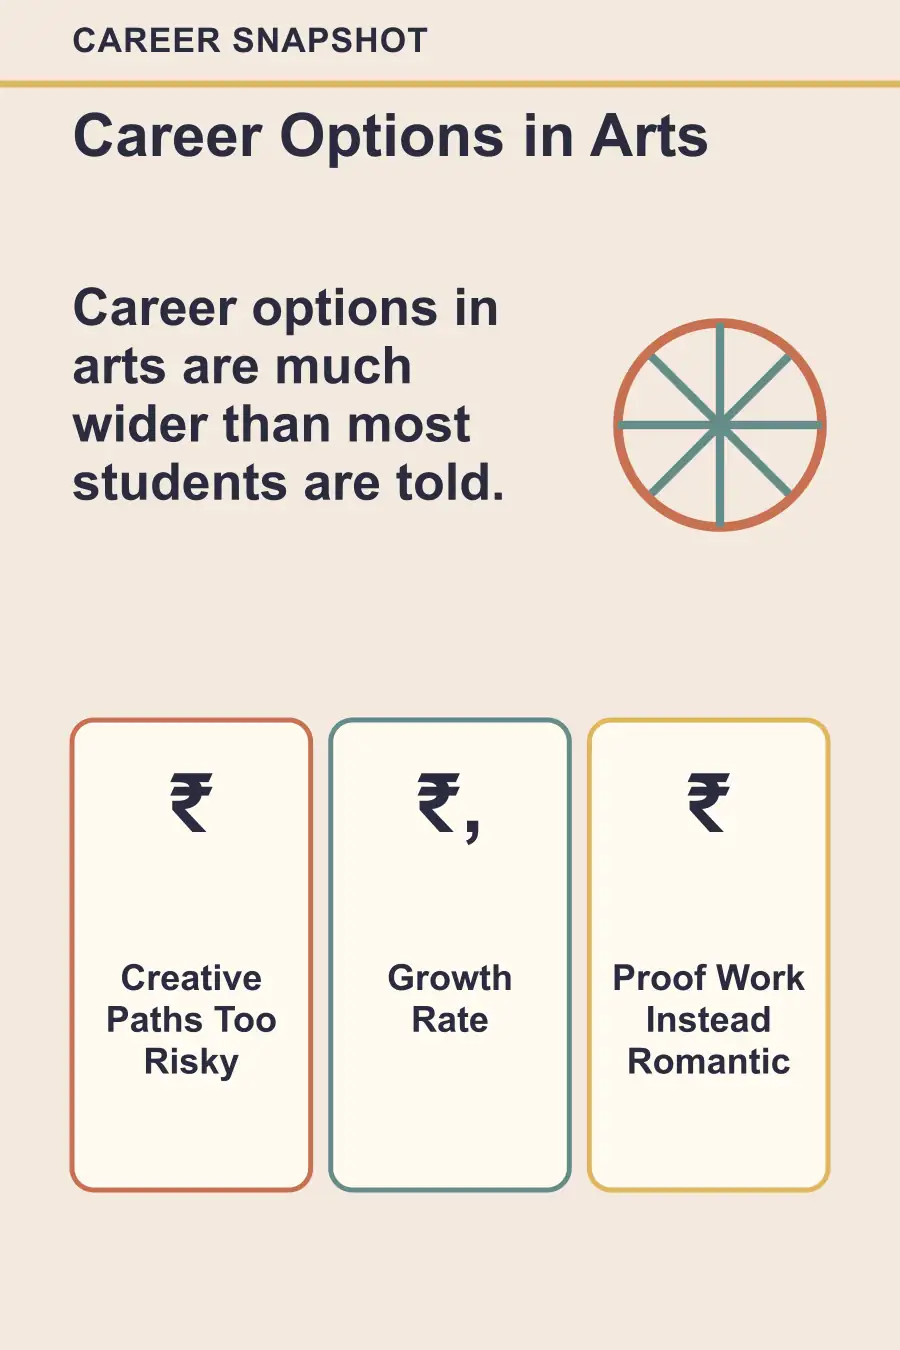 CAREER SNAPSHOT
Career Options in Arts
Career options in
arts are much
wider than most
students are told.
₹
Creative
Paths Too
Risky
₹,
Growth
Rate
₹
Proof Work
Instead
Romantic